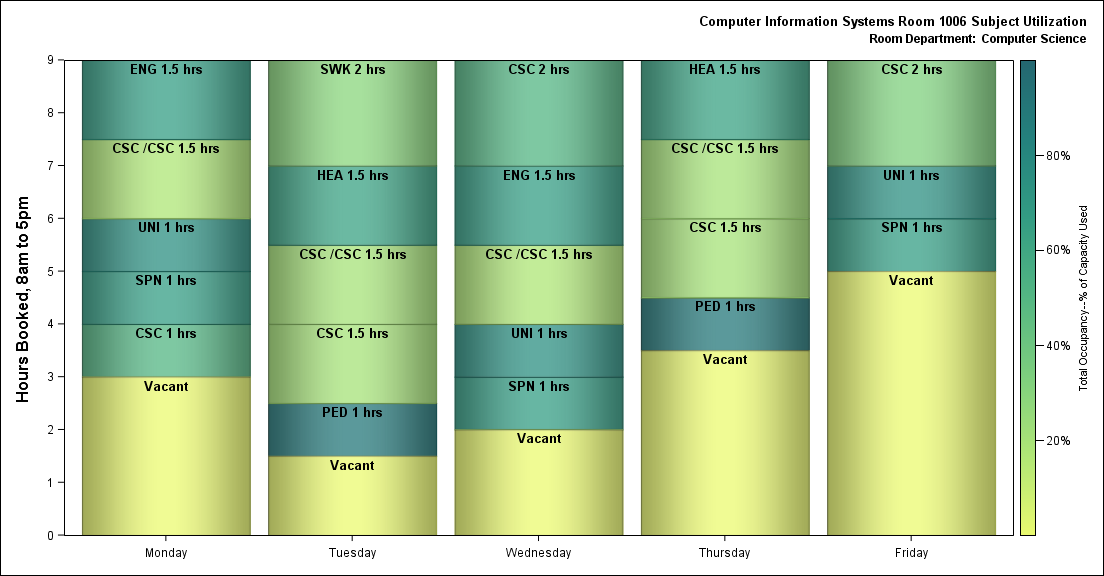 Computer Information Systems Room 1006 Subject Utilization
Room Department: Computer Science
Hours Booked, 8am to 5pm
9
8
7
6
5
4
3
2
1
0
ENG 1.5 hrs
CSC /CSC 1.5 hrs
UNI 1 hrs
SPN 1 hrs
CSC 1 hrs
Vacant
Monday
SWK 2 hrs
HEA 1.5 hrs
CSC /CSC 1.5 hrs
CSC 1.5 hrs
PED 1 hrs
Vacant
Tuesday
CSC 2 hrs
ENG 1.5 hrs
CSC /CSC 1.5 hrs
UNI 1 hrs
SPN 1 hrs
Vacant
Wednesday
HEA 1.5 hrs
CSC /CSC 1.5 hrs
CSC 1.5 hrs
PED 1 hrs
Vacant
Thursday
CSC 2 hrs
UNI 1 hrs
SPN 1 hrs
Vacant
Friday
80%
60%
40%
20%
Total Occupancy--% of Capacity Used